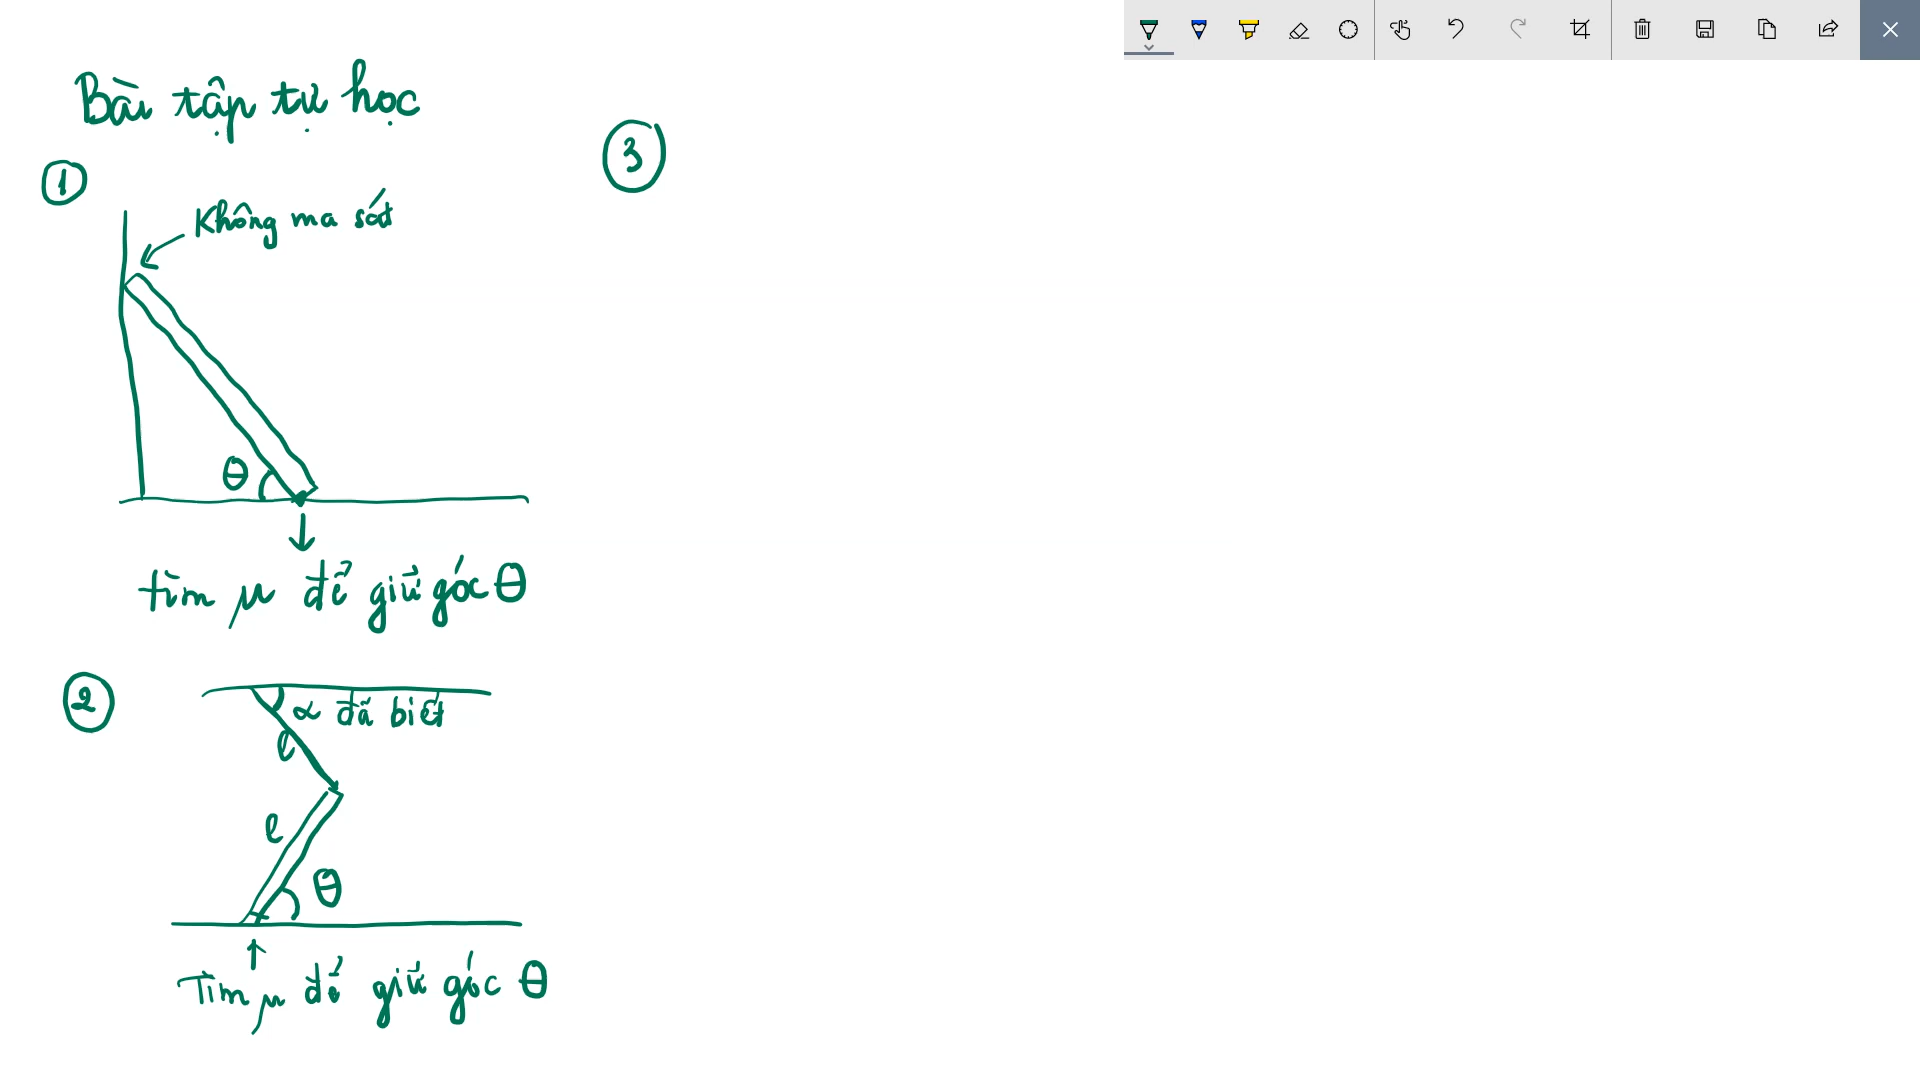 Bài tập tự học
①
Không ma sát
θ
tìm μ để giữ góc θ
②
α đã biết
l
l
θ
Tìm μ để giữ góc θ
③